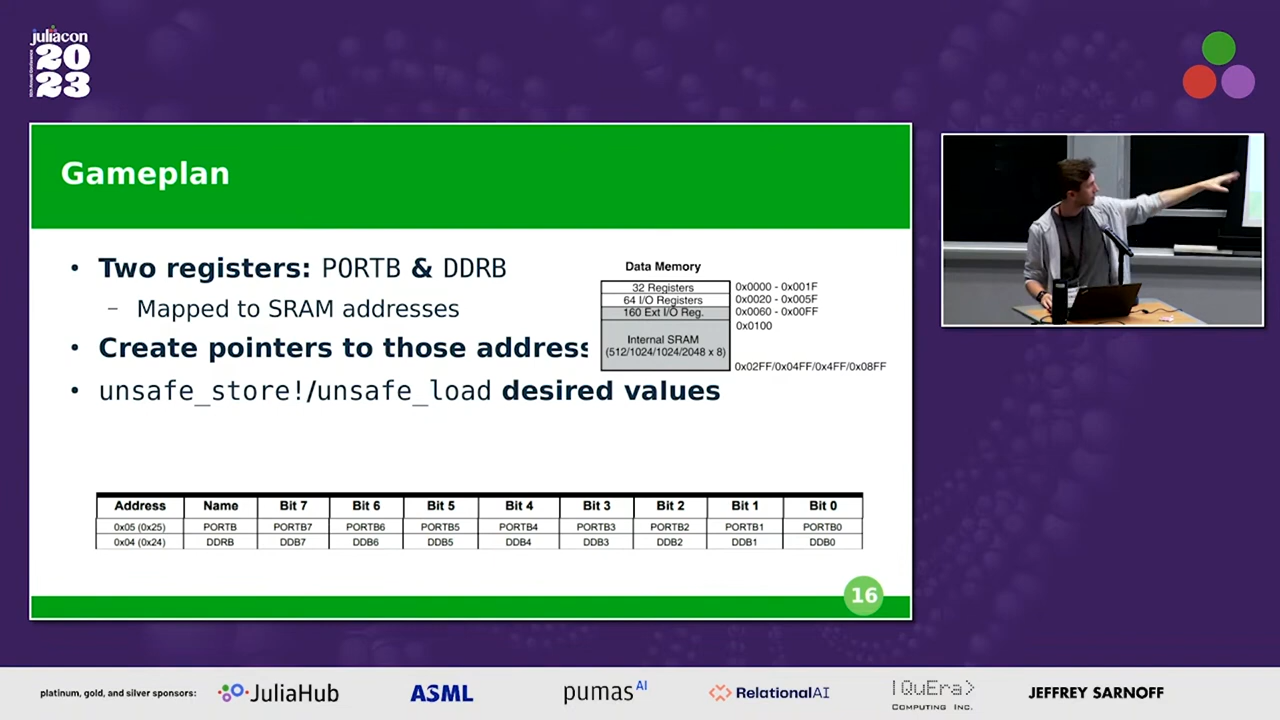 juliacon
20
23
Gameplan
• Two registers: PORTB & DDRB
– Mapped to SRAM addresses
• Create pointers to those address
• unsafe_store!/unsafe_load desired values
Data Memory
32 Registers 0x0000 - 0x001F
64 I/O Registers 0x0020 - 0x005F
160 Ext I/O Reg. 0x0060 - 0x00FF
0x0100
Internal SRAM
(512/1024/1024/2048 x 8)
0x02FF/0x04FF/0x4FF/0x08FF
Address Name Bit 7 Bit 6 Bit 5 Bit 4 Bit 3 Bit 2 Bit 1 Bit 0
0x05 (0x25) PORTB PORTB7 PORTB6 PORTB5 PORTB4 PORTB3 PORTB2 PORTB1 PORTB0
0x04 (0x24) DDRB DDB7 DDB6 DDB5 DDB4 DDB3 DDB2 DDB1 DDB0
16
platinum, gold, and silver sponsors: JuliaHub ASML pumas AI RelationalAI |QuEra> JEFFREY SARNOFF
COMPUTING INC.